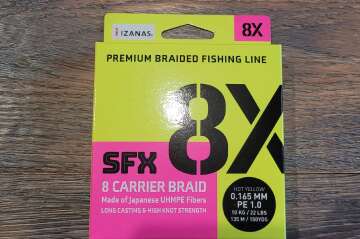 IZANAS
8X
PREMIUM BRAIDED FISHING LINE
8X
SFX
8 CARRIER BRAID
Made of Japanese UHMPE Fibers
LONG CASTING & HIGH KNOT STRENGTH
HOT YELLOW
0.165 MM
PE 1.0
10 KG / 22 LBS
135 M / 150YDS